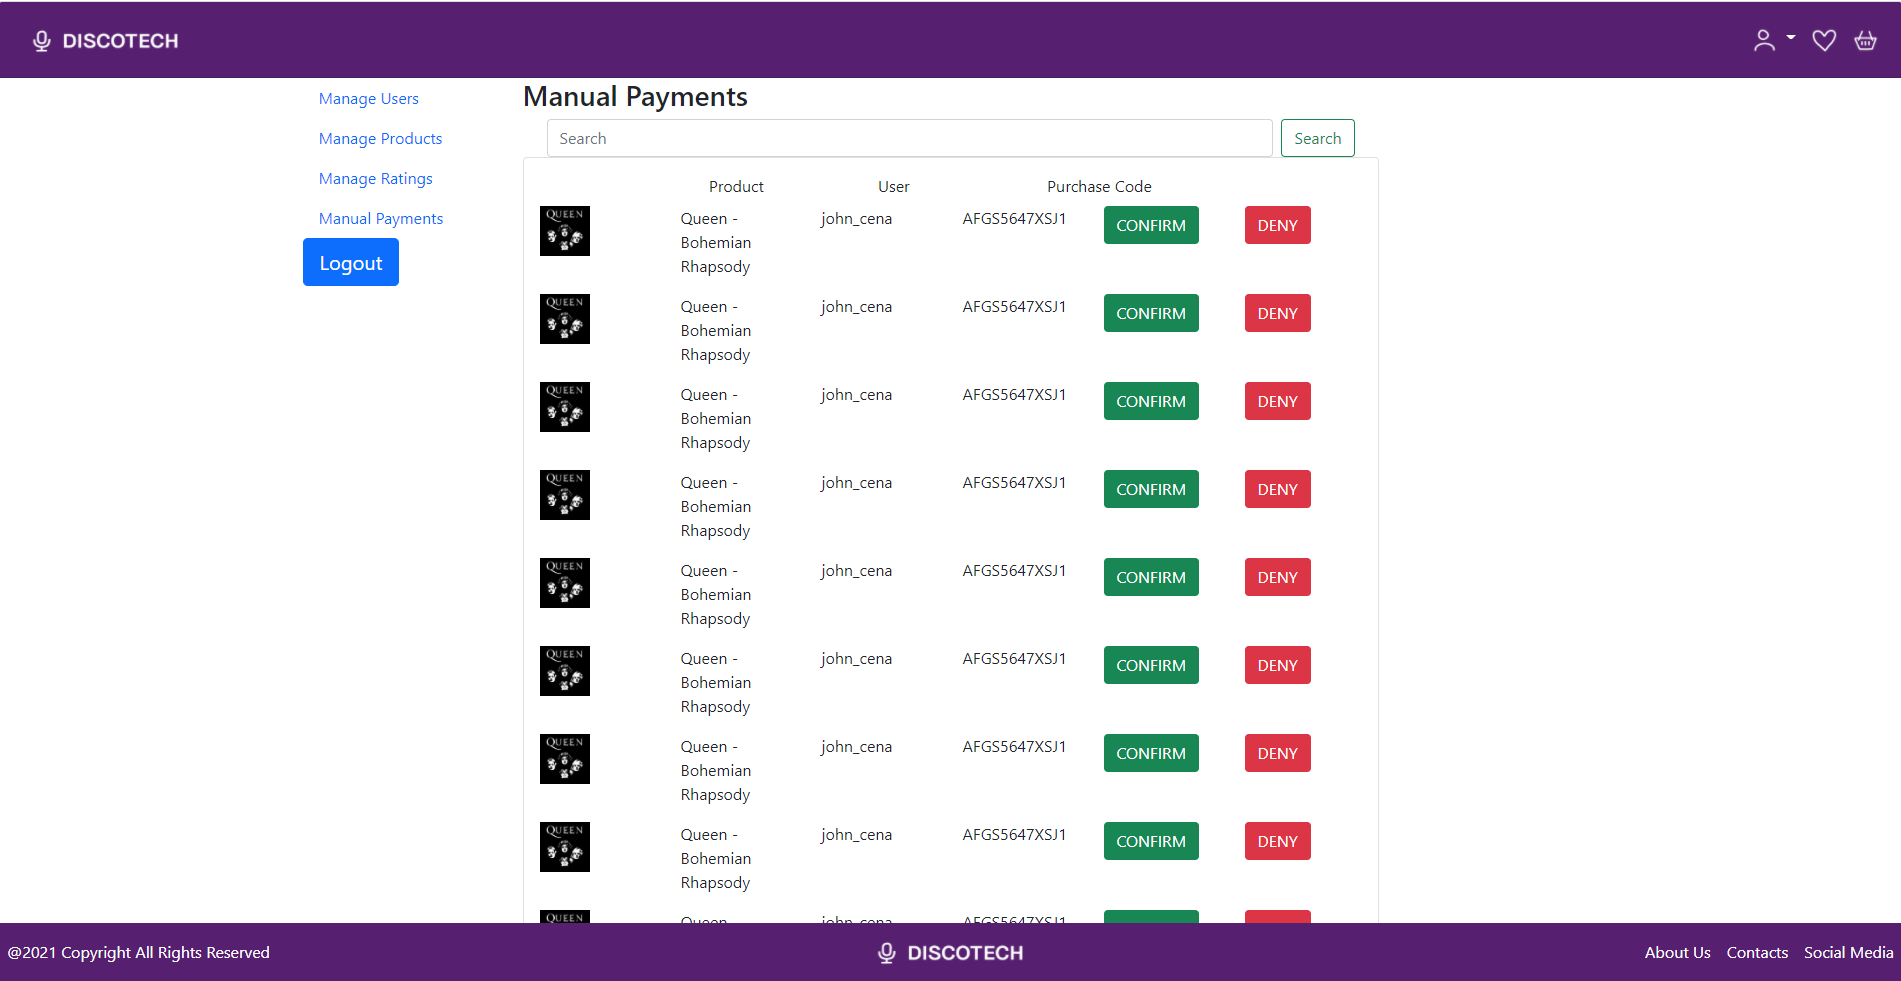 DISCOTECH
Manage Users
Manage Products
Manage Ratings
Manual Payments
Logout
Manual Payments
Search Search
Product User Purchase Code
QUEEN
Queen - john_cena AFGS5647XSJ1 CONFIRM DENY
Bohemian
Rhapsody
QUEEN
Queen - john_cena AFGS5647XSJ1 CONFIRM DENY
Bohemian
Rhapsody
QUEEN
Queen - john_cena AFGS5647XSJ1 CONFIRM DENY
Bohemian
Rhapsody
QUEEN
Queen - john_cena AFGS5647XSJ1 CONFIRM DENY
Bohemian
Rhapsody
QUEEN
Queen - john_cena AFGS5647XSJ1 CONFIRM DENY
Bohemian
Rhapsody
QUEEN
Queen - john_cena AFGS5647XSJ1 CONFIRM DENY
Bohemian
Rhapsody
QUEEN
Queen - john_cena AFGS5647XSJ1 CONFIRM DENY
Bohemian
Rhapsody
QUEEN
Queen - john_cena AFGS5647XSJ1 CONFIRM DENY
Bohemian
Rhapsody
QUEEN
Queen - john_cena AFGS5647XSJ1
@2021 Copyright All Rights Reserved DISCOTECH About Us Contacts Social Media